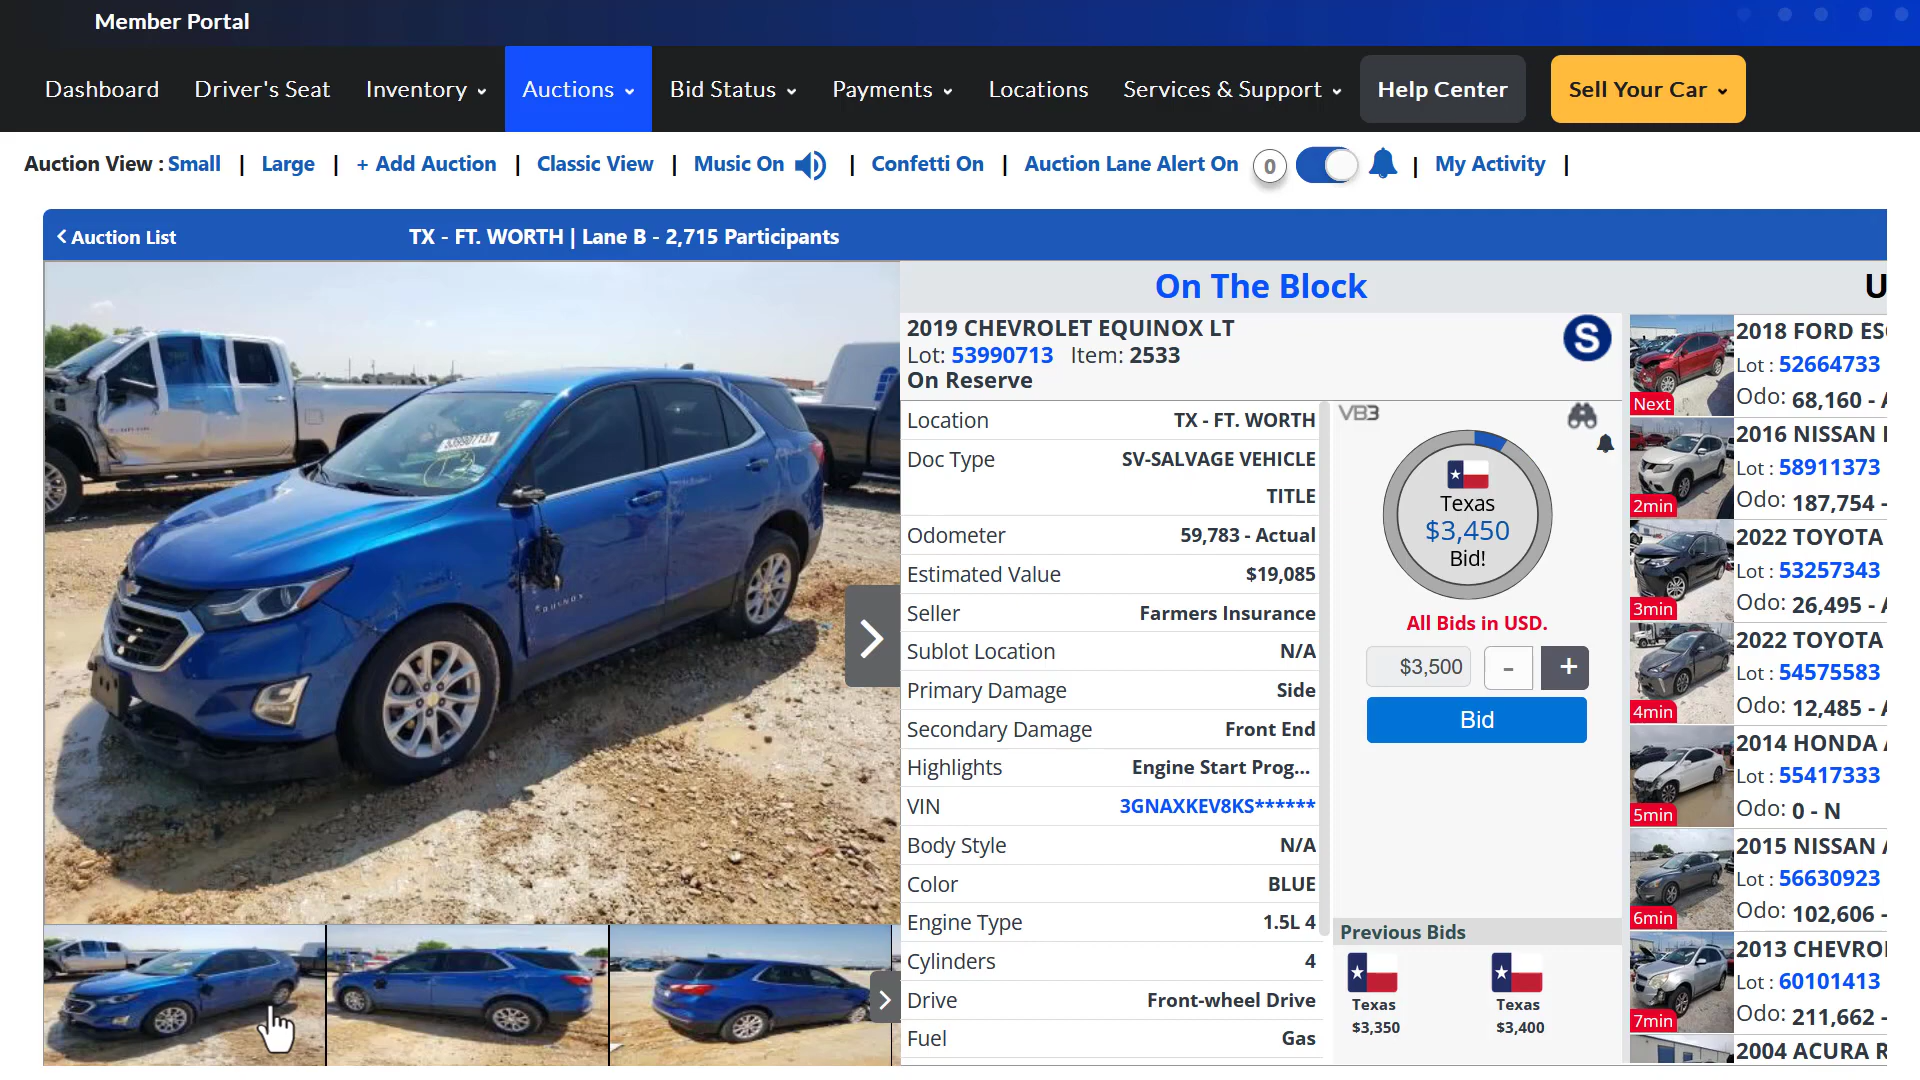 Member Portal
Dashboard Driver's Seat Inventory Auctions Bid Status Payments Locations Services & Support Help Center Sell Your Car
Auction View : Small | Large | + Add Auction | Classic View | Music On | Confetti On | Auction Lane Alert On 0 | My Activity |
Auction List TX - FT. WORTH | Lane B - 2,715 Participants
On The Block
U
2019 CHEVROLET EQUINOX LT
Lot: 53990713 Item: 2533
On Reserve
S
Location TX - FT. WORTH
Doc Type SV-SALVAGE VEHICLE
TITLE
Odometer 59,783 - Actual
Estimated Value $19,085
Seller Farmers Insurance
Sublot Location N/A
Primary Damage Side
Secondary Damage Front End
Highlights Engine Start Prog...
VIN 3GNAXKEV8KS******
Body Style N/A
Color BLUE
Engine Type 1.5L 4
Cylinders 4
Drive Front-wheel Drive
Fuel Gas
VB3
Texas
$3,450
Bid!
All Bids in USD.
$3,500 - +
Bid
Previous Bids
Texas
$3,350
Texas
$3,400
2018 FORD ES
Lot : 52664733
Odo: 68,160 - A
Next
2016 NISSAN
Lot : 58911373
Odo: 187,754 -
2min
2022 TOYOTA
Lot : 53257343
Odo: 26,495 - A
3min
2022 TOYOTA
Lot : 54575583
Odo: 12,485 - A
4min
2014 HONDA A
Lot : 55417333
Odo: 0 - N
5min
2015 NISSAN A
Lot : 56630923
Odo: 102,606 -
6min
2013 CHEVROL
Lot : 60101413
Odo: 211,662 -
7min
2004 ACURA R
53990713
EQUINOX